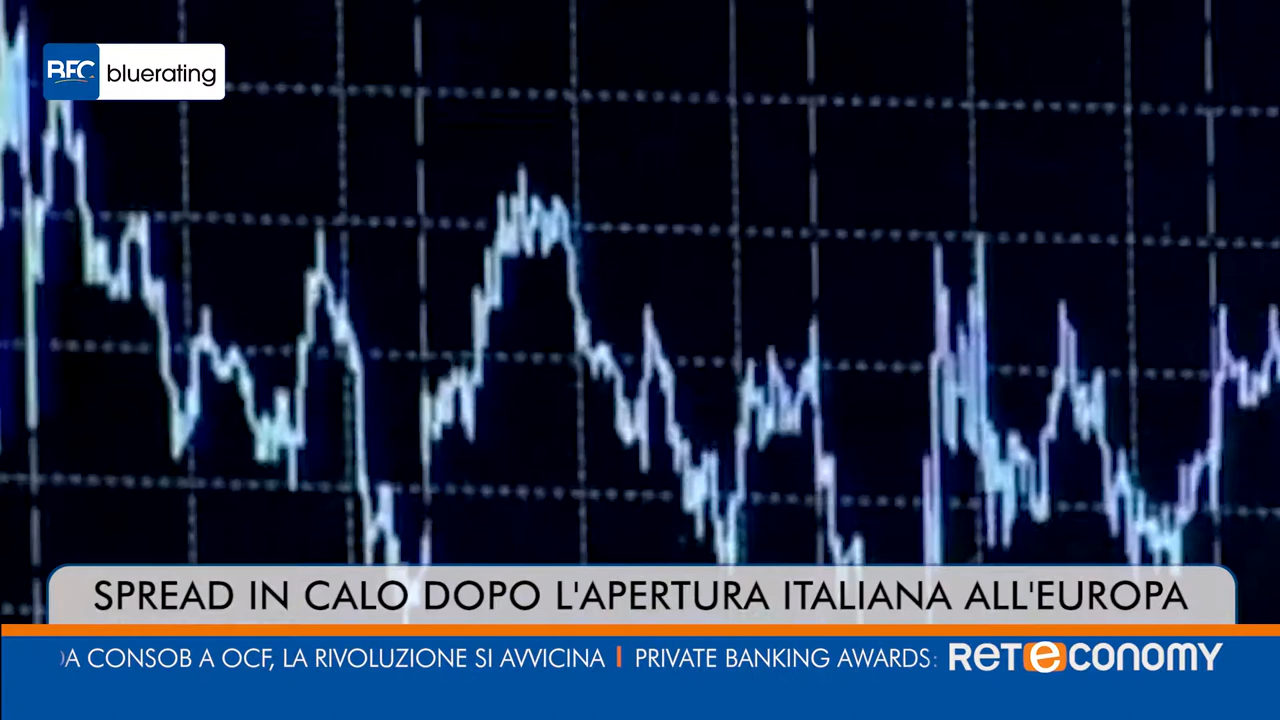 BFC bluerating
SPREAD IN CALO DOPO L'APERTURA ITALIANA ALL'EUROPA
DA CONSOB A OCF, LA RIVOLUZIONE SI AVVICINA | PRIVATE BANKING AWARDS: RETECONOMY